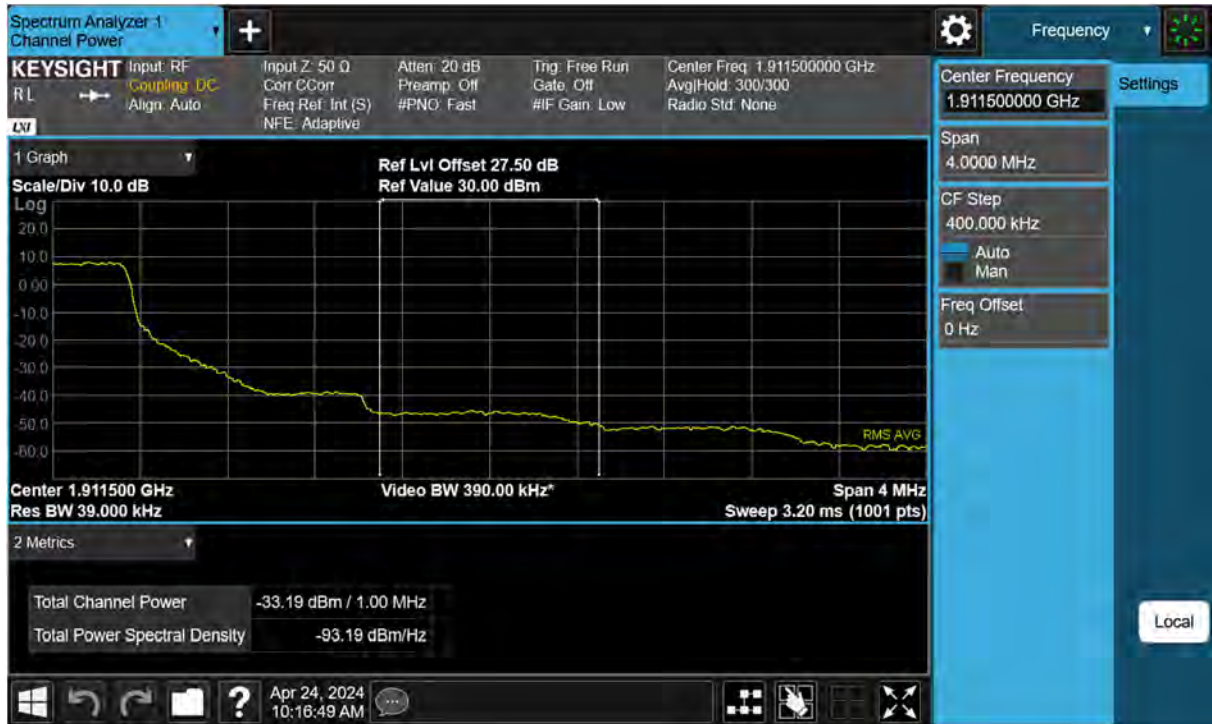 Spectrum Analyzer 1
Channel Power
+
Frequency
KEYSIGHT
RL
LXI
Input: RF
Coupling: DC
Align: Auto
Input Z: 50 Ω
Corr CCorr
Freq Ref: Int (S)
NFE: Adaptive
Atten: 20 dB
Preamp: Off
#PNO: Fast
Trig: Free Run
Gate: Off
#IF Gain: Low
Center Freq: 1.911500000 GHz
Avg|Hold: 300/300
Radio Std: None
Center Frequency
1.911500000 GHz
Settings
Span
4.0000 MHz
CF Step
400.000 kHz
Auto
Man
Freq Offset
0 Hz
1 Graph
Scale/Div 10.0 dB
Ref Lvl Offset 27.50 dB
Ref Value 30.00 dBm
Log
20.0
10.0
0.00
-10.0
-20.0
-30.0
-40.0
-50.0
-60.0
RMS AVG
Center 1.911500 GHz
Video BW 390.00 kHz*
Span 4 MHz
Res BW 39.000 kHz
Sweep 3.20 ms (1001 pts)
2 Metrics
Total Channel Power -33.19 dBm / 1.00 MHz
Total Power Spectral Density -93.19 dBm/Hz
Local
?
Apr 24, 2024
10:16:49 AM